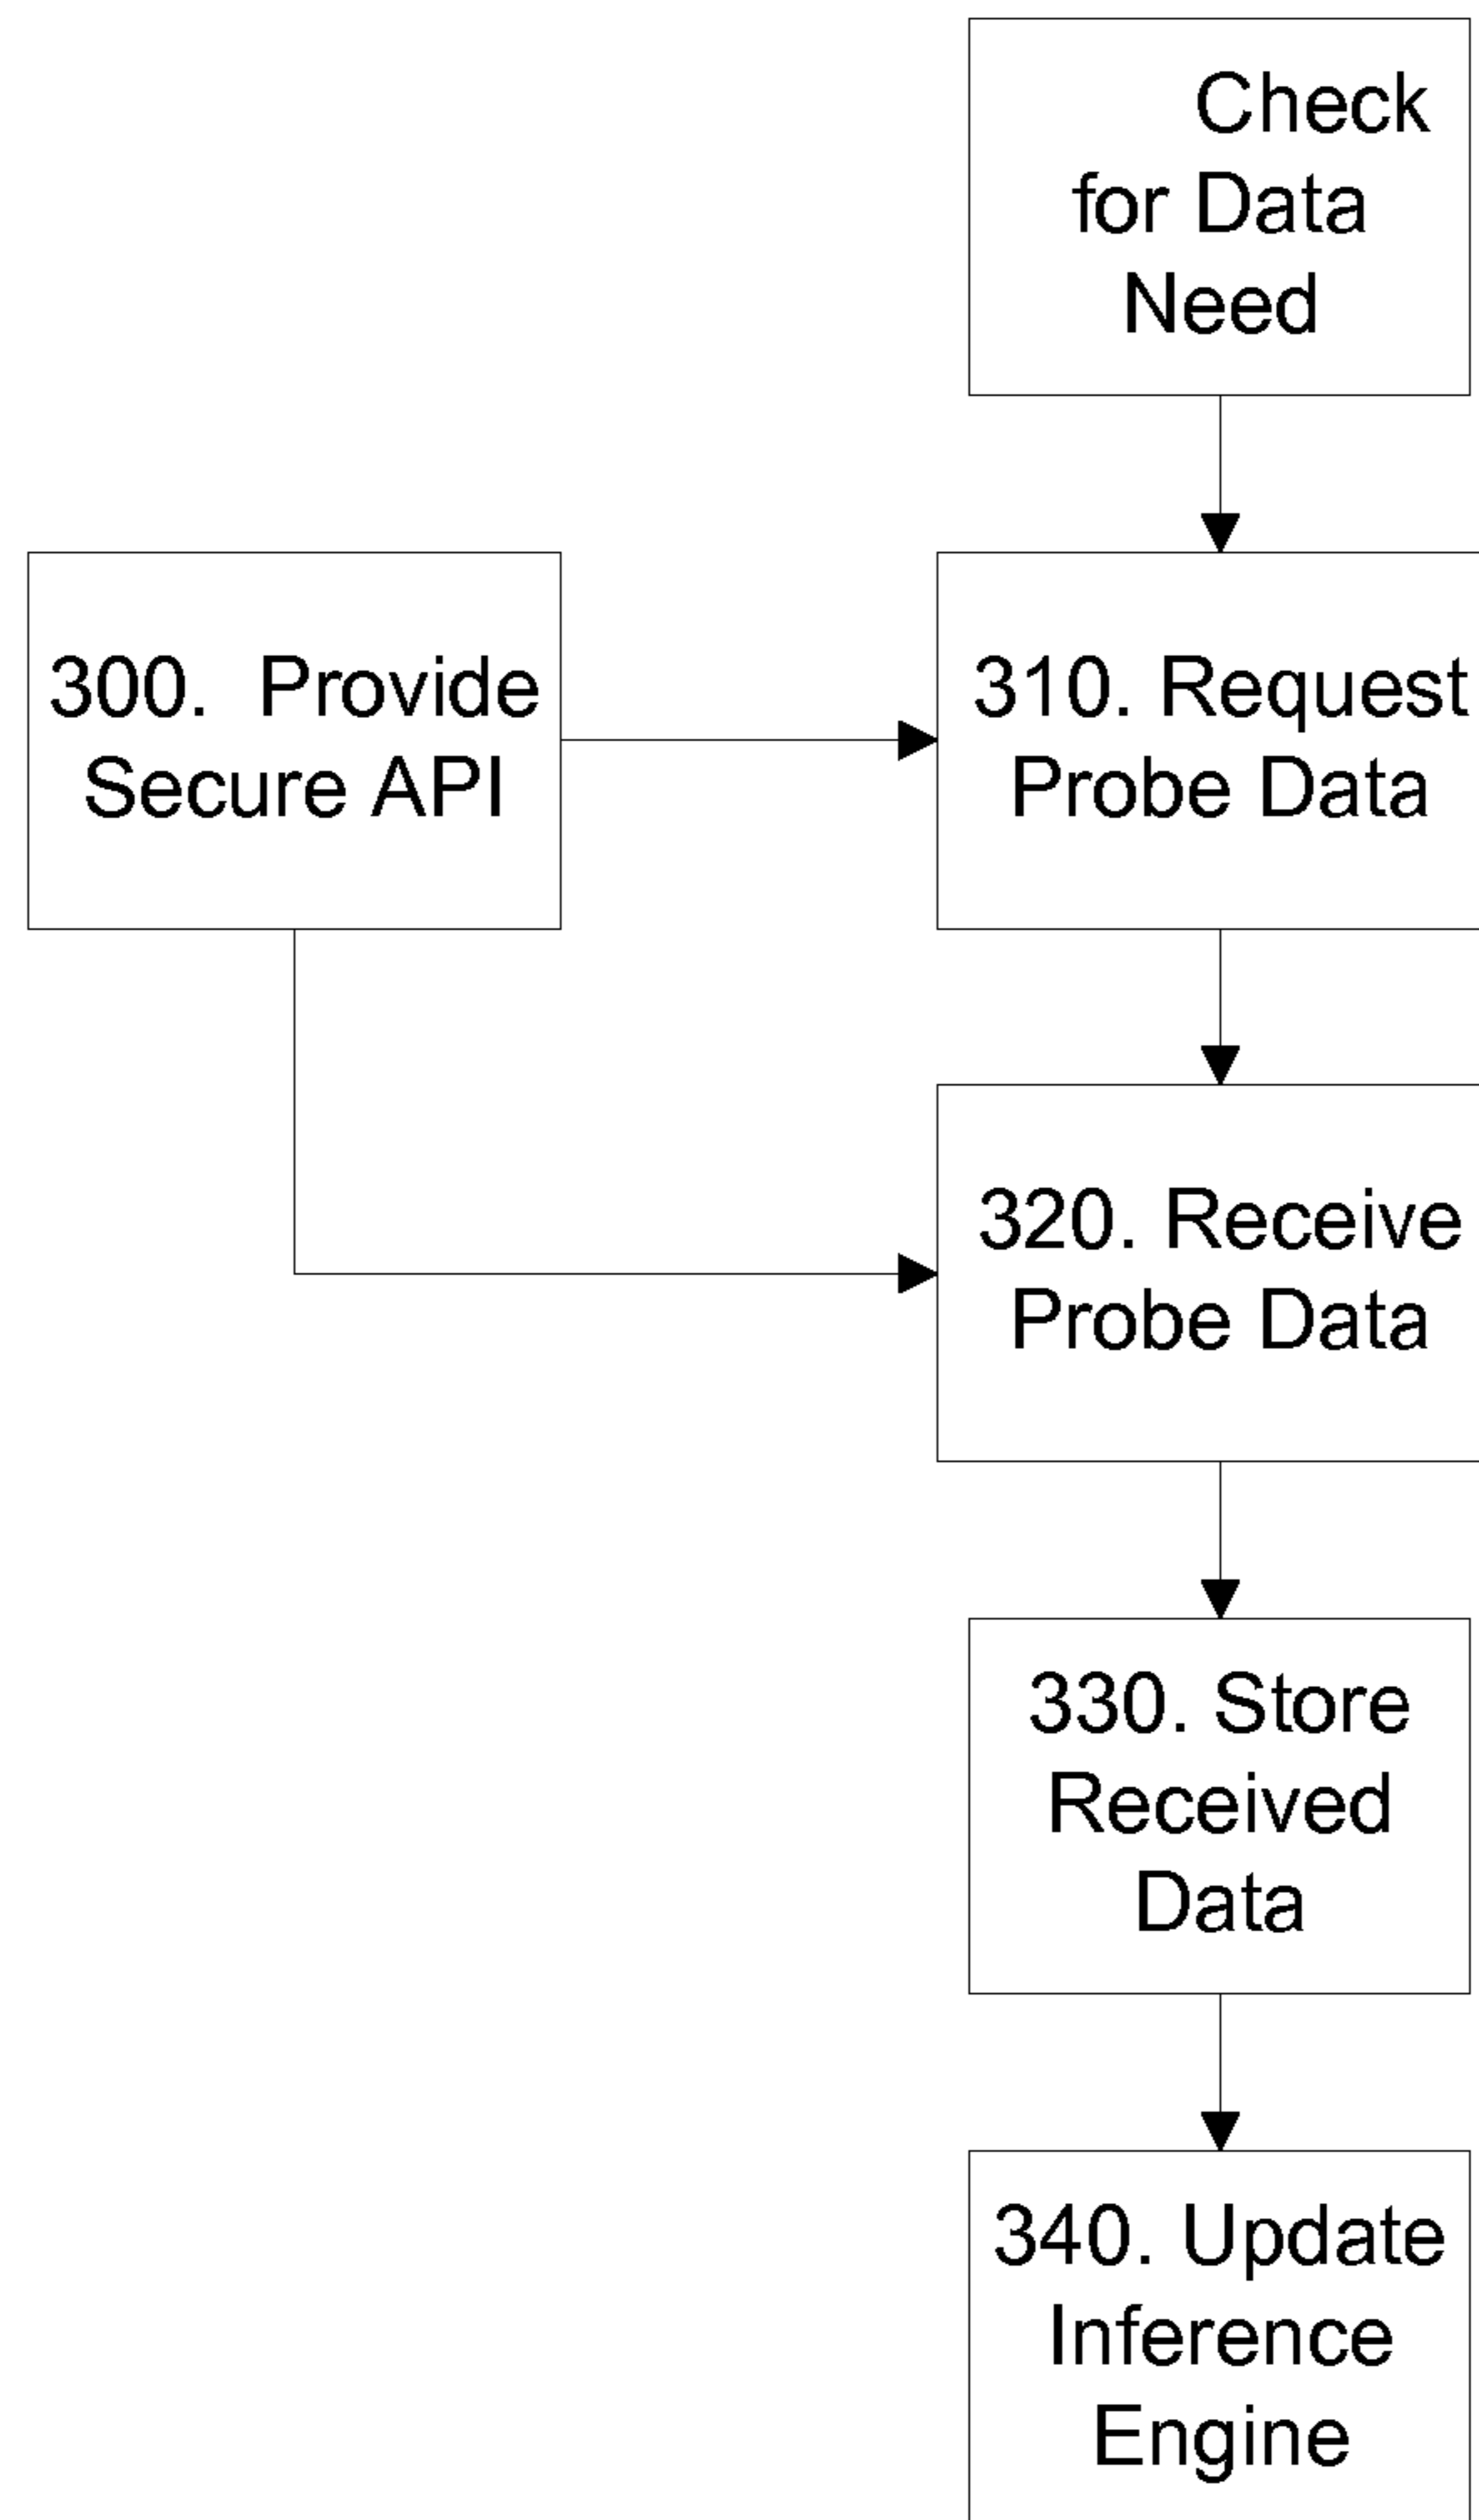 Check
for Data
Need
300. Provide
Secure API
310. Request
Probe Data
320. Receive
Probe Data
330. Store
Received
Data
340. Update
Inference
Engine